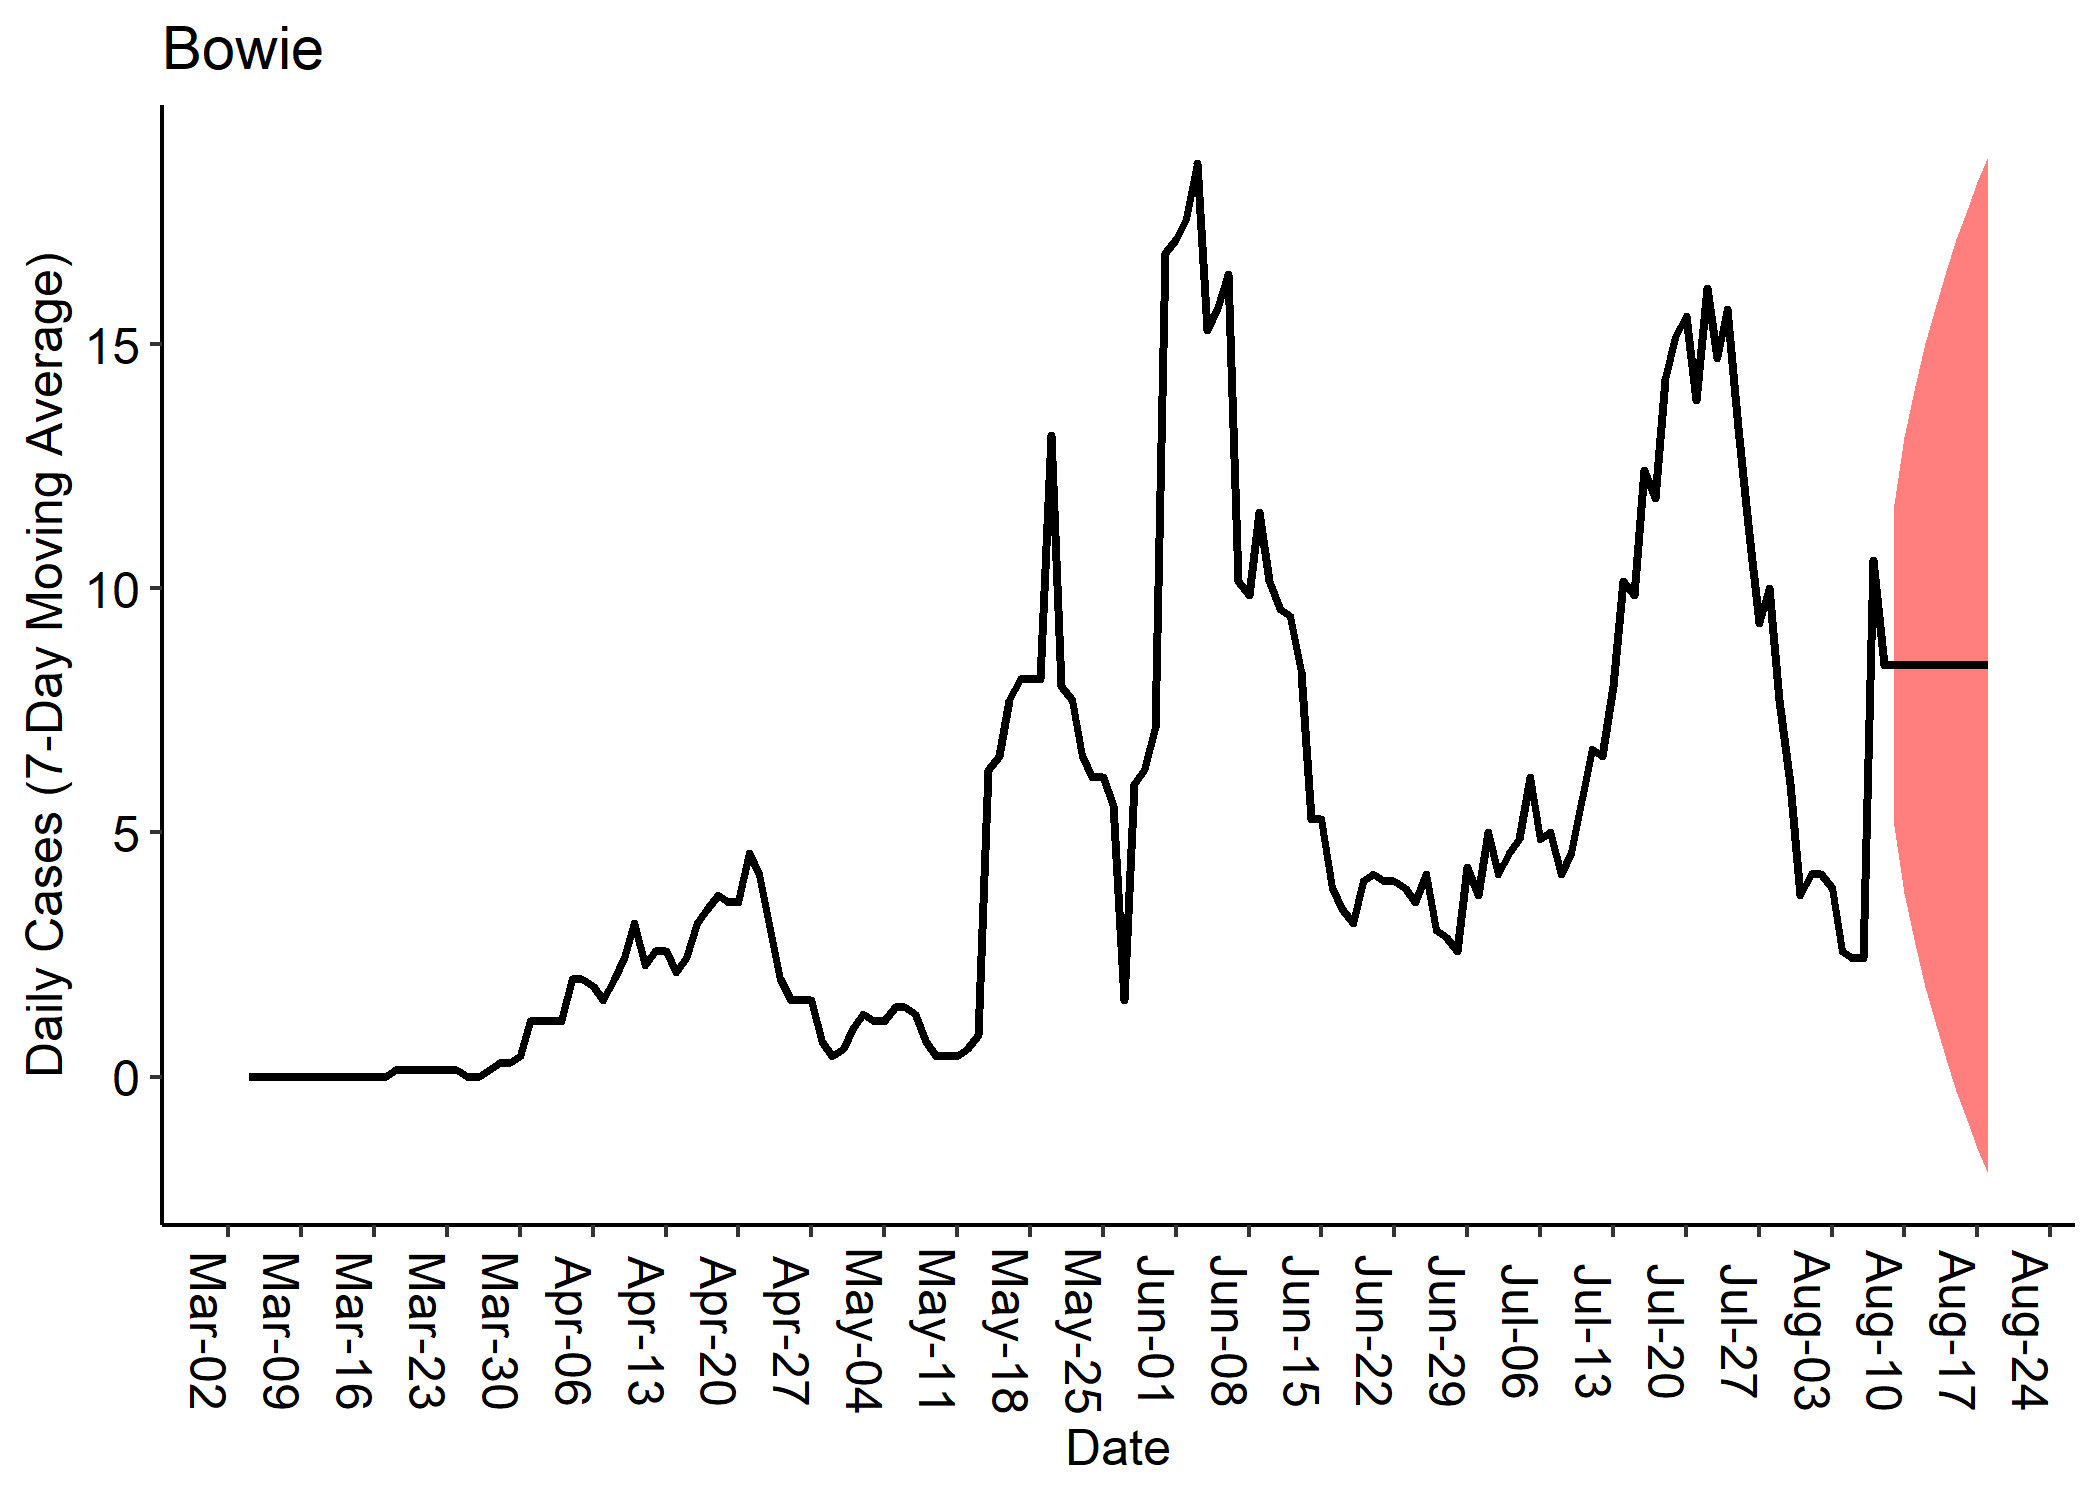 Bowie
Daily Cases (7-Day Moving Average)
15
10
5
0
Mar-02
Mar-09
Mar-16
Mar-23
Mar-30
Apr-06
Apr-13
Apr-20
Apr-27
May-04
May-11
May-18
May-25
Jun-01
Jun-08
Jun-15
Jun-22
Jun-29
Jul-06
Jul-13
Jul-20
Jul-27
Aug-03
Aug-10
Aug-17
Aug-24
Date